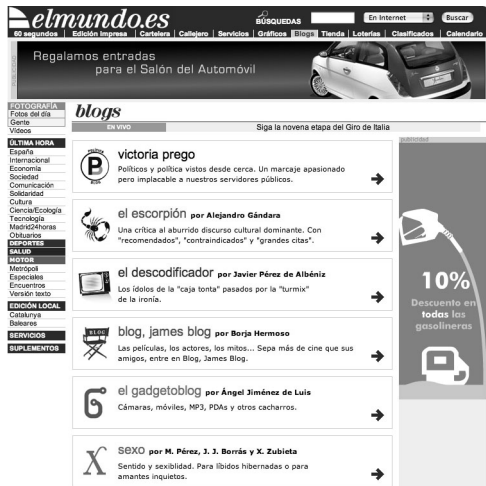 elmundo.es
BÚSQUEDAS
En Internet
Buscar
60 segundos | Edición Impresa | Cartelera | Callejero | Servicios | Gráficos | Blogs | Tienda | Loterías | Clasificados | Calendario
Regalamos entradas
para el Salón del Automóvil
FOTOGRAFÍA
Fotos del día
Gente
Vídeos
ÚLTIMA HORA
España
Internacional
Economía
Sociedad
Comunicación
Solidaridad
Cultura
Ciencia/Ecología
Tecnología
Madrid24horas
Obituarios
DEPORTES
SALUD
MOTOR
Metrópoli
Especiales
Encuentros
Versión texto
EDICIÓN LOCAL
Catalunya
Baleares
SERVICIOS
SUPLEMENTOS
blogs
EN VIVO
Siga la novena etapa del Giro de Italia
B
victoria prego
Políticos y política vistos desde cerca. Un marcaje apasionado
pero implacable a nuestros servidores públicos.
el escorpión por Alejandro Gándara
Una crítica al aburrido discurso cultural dominante. Con
"recomendados", "contraindicados" y "grandes citas".
el descodificador por Javier Pérez de Albéniz
Los ídolos de la "caja tonta" pasados por la "turmix"
de la ironía.
BLOG
blog, james blog por Borja Hermoso
Las películas, los actores, los mitos... Sepa más de cine que sus
amigos, entre en Blog, James Blog.
el gadgetoblog por Ángel Jiménez de Luis
Cámaras, móviles, MP3, PDAs y otros cacharros.
X
sexo por M. Pérez, J. J. Borrás y X. Zubieta
Sentido y sexiblidad. Para líbidos hibernadas o para
amantes inquietos.
publicidad
10%
Descuento en
todas las
gasolineras